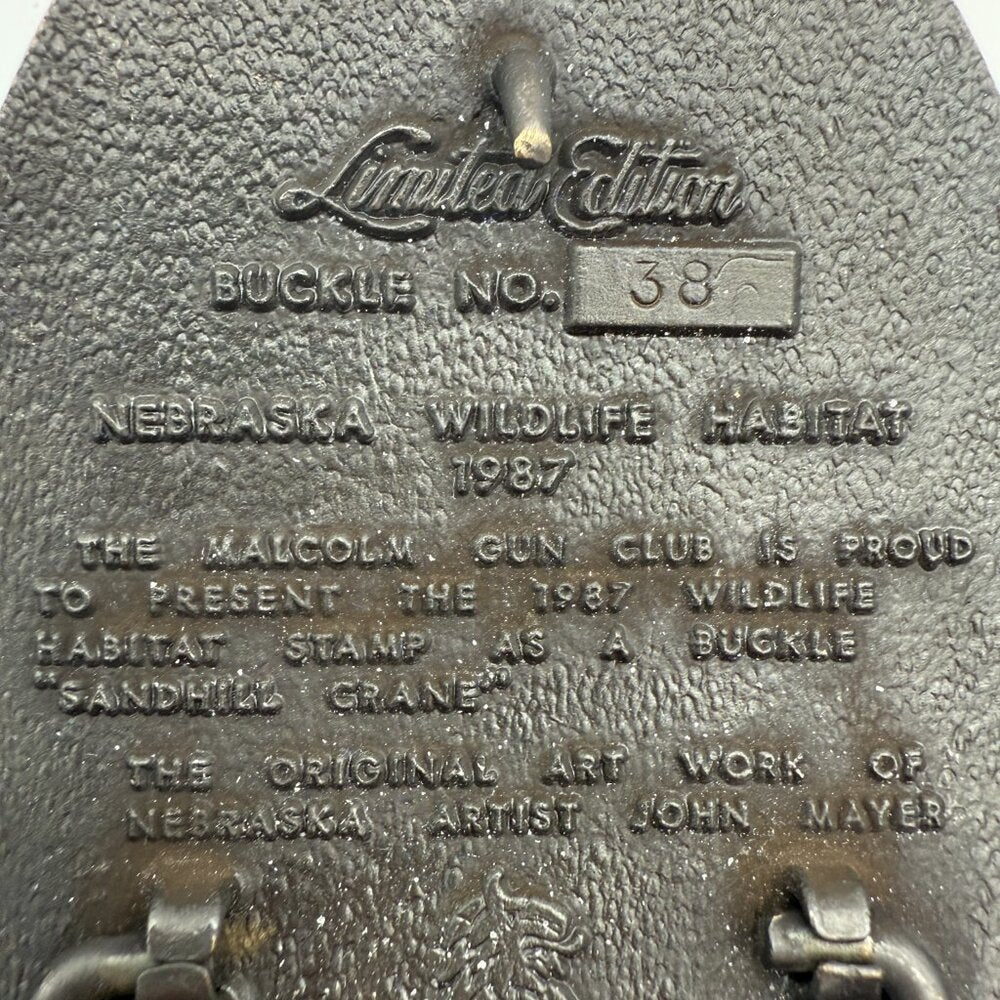 Limited Edition
BUCKLE NO. 38
NEBRASKA WILDLIFE HABITAT
1987
THE MALCOLM GUN CLUB IS PROUD
TO PRESENT THE 1987 WILDLIFE
HABITAT STAMP AS A BUCKLE
"SANDHILL CRANE"
THE ORIGINAL ART WORK OF
NEBRASKA ARTIST JOHN MAYER